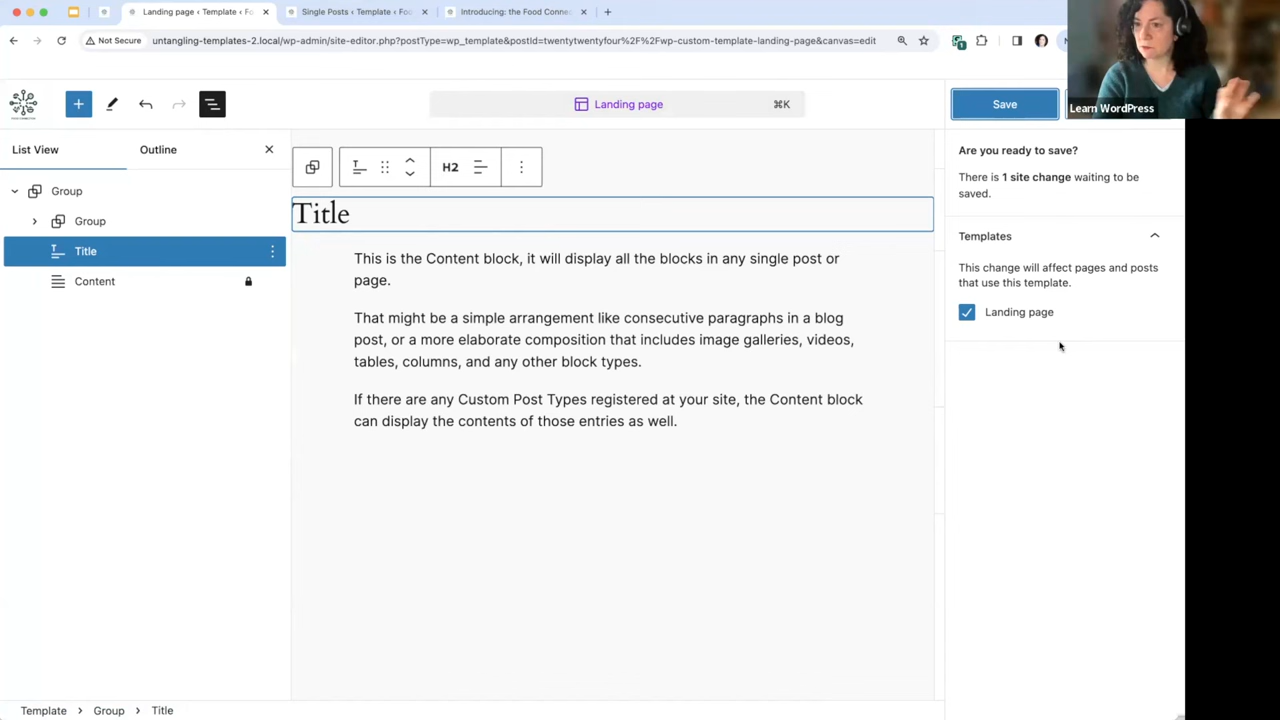 Landing page ‹ Template ‹ Fo
Single Posts ‹ Template ‹ Foo
Introducing: the Food Connec
Not Secure
untangling-templates-2.local/wp-admin/site-editor.php?postType=wp_template&postId=twentytwentyfour%2F%2Fwp-custom-template-landing-page&canvas=edit
1
Learn WordPress
Landing page
⌘K
Save
List View
Outline
Are you ready to save?
There is 1 site change waiting to be
saved.
Group
Group
Title
Content
H2
Title
This is the Content block, it will display all the blocks in any single post or
page.
That might be a simple arrangement like consecutive paragraphs in a blog
post, or a more elaborate composition that includes image galleries, videos,
tables, columns, and any other block types.
If there are any Custom Post Types registered at your site, the Content block
can display the contents of those entries as well.
Templates
This change will affect pages and posts
that use this template.
Landing page
Template › Group › Title